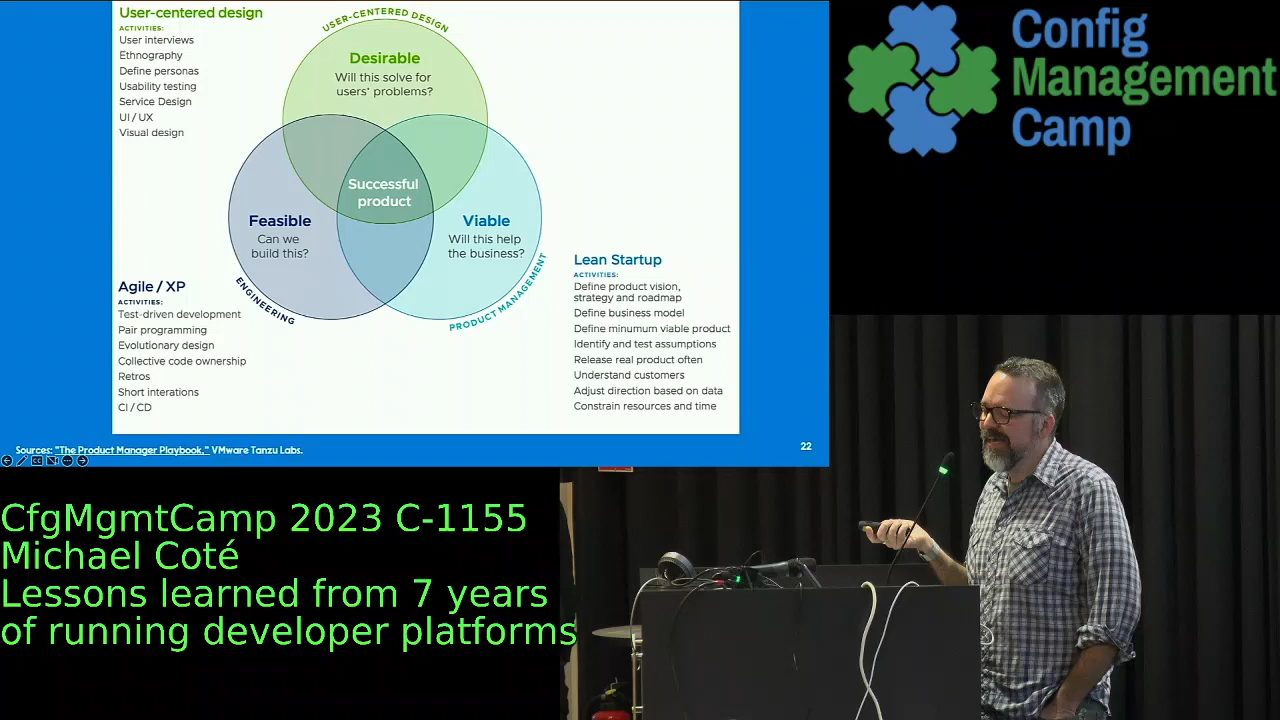 User-centered design
ACTIVITIES:
User interviews
Ethnography
Define personas
Usability testing
Service Design
UI / UX
Visual design
USER-CENTERED DESIGN
Desirable
Will this solve for
users' problems?
Successful
product
Feasible
Can we
build this?
Viable
Will this help
the business?
ENGINEERING
PRODUCT MANAGEMENT
Agile / XP
ACTIVITIES:
Test-driven development
Pair programming
Evolutionary design
Collective code ownership
Retros
Short interations
CI / CD
Lean Startup
ACTIVITIES:
Define product vision,
strategy and roadmap
Define business model
Define minumum viable product
Identify and test assumptions
Release real product often
Understand customers
Adjust direction based on data
Constrain resources and time
Sources: "The Product Manager Playbook," VMware Tanzu Labs.
22
Config
Management
Camp
CfgMgmtCamp 2023 C-1155
Michael Coté
Lessons learned from 7 years
of running developer platforms